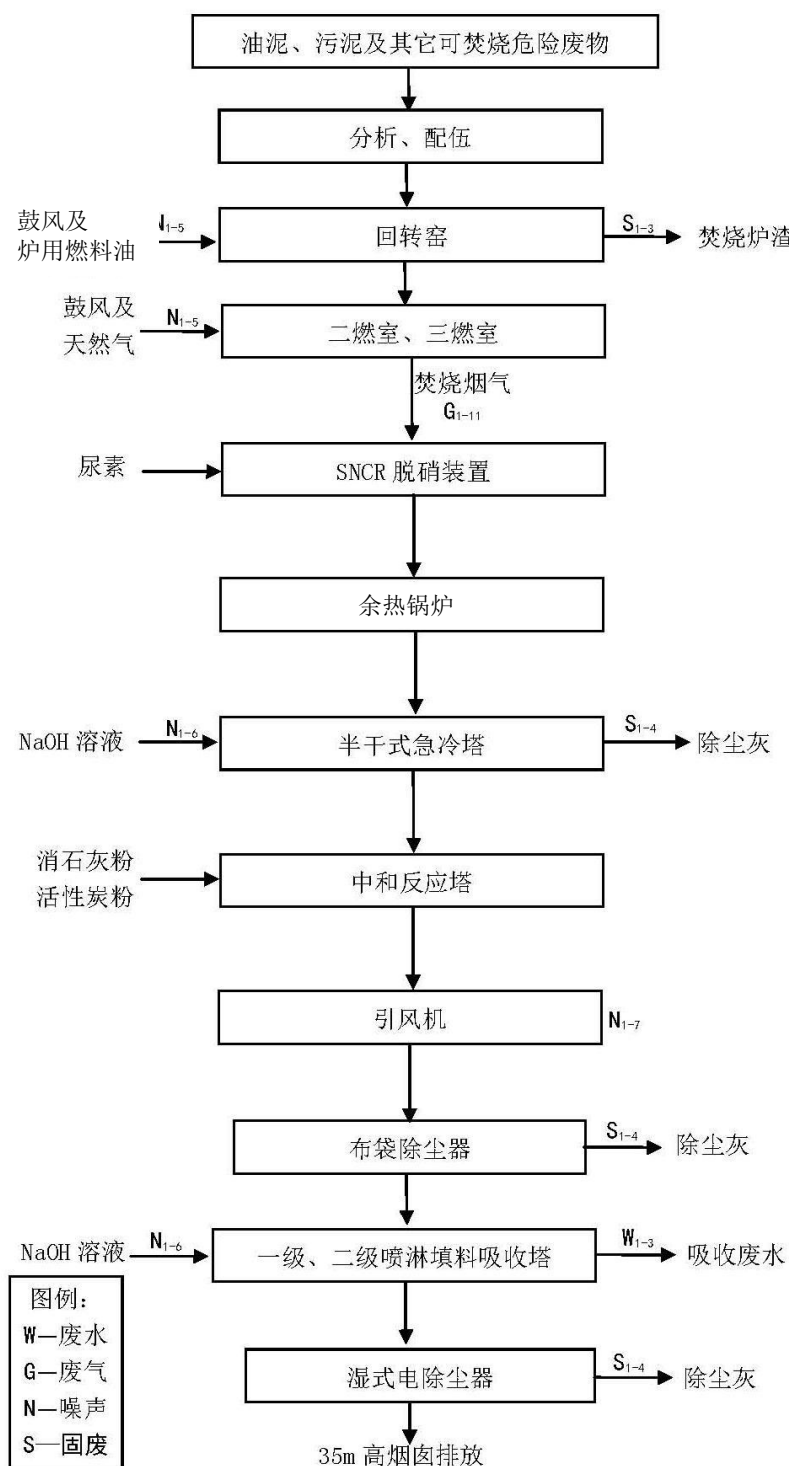 油泥、污泥及其它可焚烧危险废物
分析、配伍
鼓风及
炉用燃料油
N1-5
回转窑
S1-3
焚烧炉渣
鼓风及
天然气
N1-5
二燃室、三燃室
焚烧烟气
G1-11
尿素
SNCR 脱硝装置
余热锅炉
NaOH 溶液
N1-6
半干式急冷塔
S1-4
除尘灰
消石灰粉
活性炭粉
中和反应塔
引风机
N1-7
布袋除尘器
S1-4
除尘灰
NaOH 溶液
N1-6
一级、二级喷淋填料吸收塔
W1-3
吸收废水
图例：
W—废水
G—废气
N—噪声
S—固废
湿式电除尘器
S1-4
除尘灰
35m 高烟囱排放